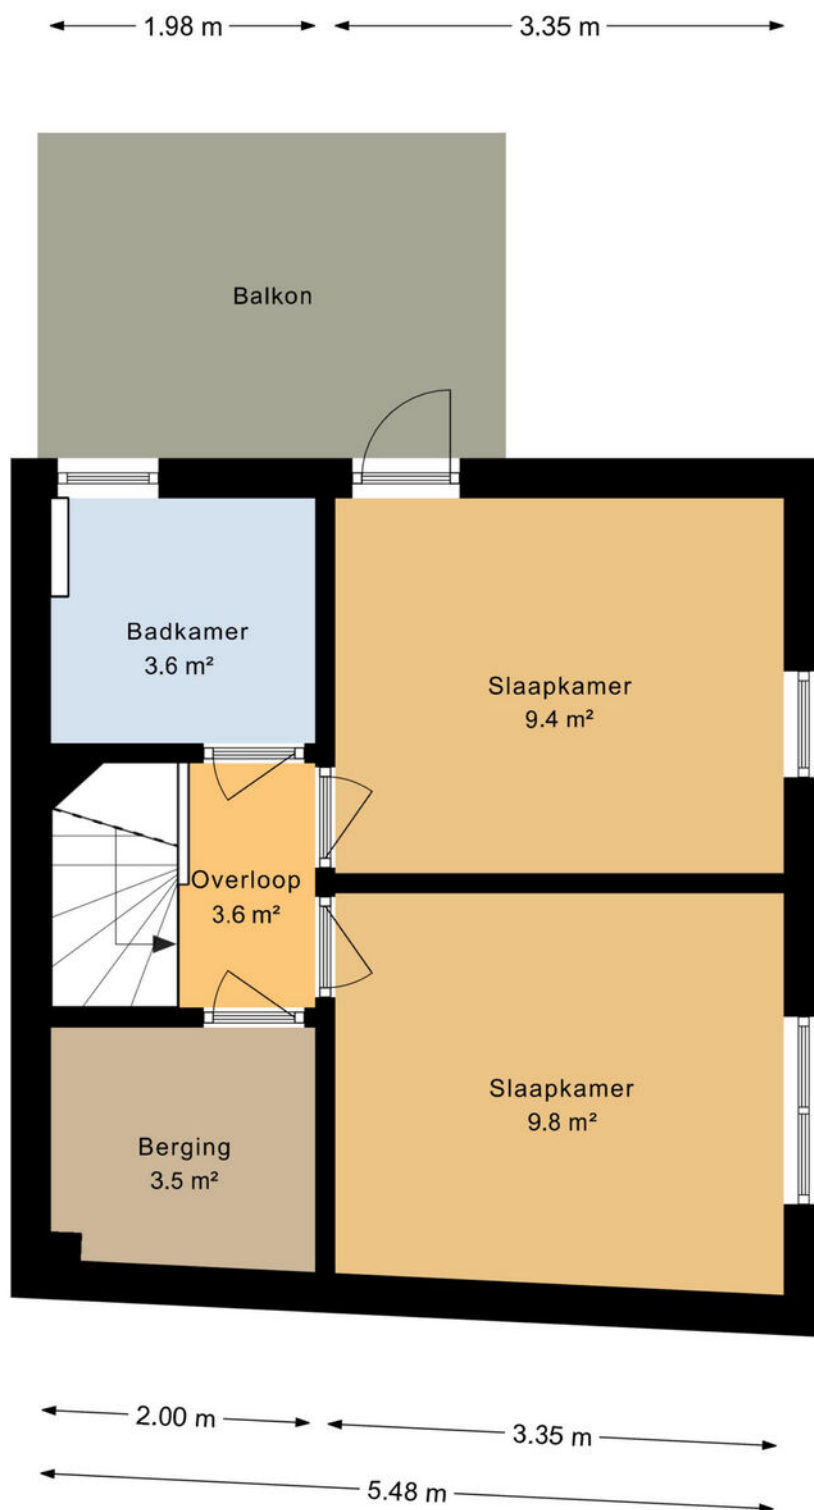 1.98 m
3.35 m
Balkon
Badkamer
3.6 m²
Slaapkamer
9.4 m²
Overloop
3.6 m²
Slaapkamer
9.8 m²
Berging
3.5 m²
2.00 m
3.35 m
5.48 m